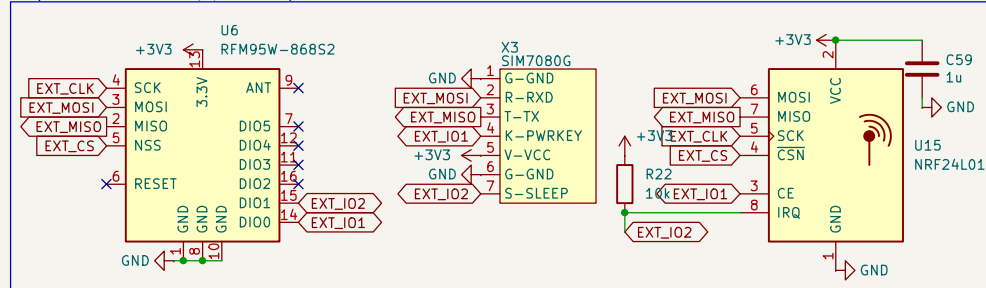 U6
RFM95W-868S2
+3V3
13
3.3V
EXT_CLK 4 SCK
EXT_MOSI 3 MOSI
EXT_MISO 2 MISO
EXT_CS 5 NSS
6 RESET
ANT 9
DIO5 7
DIO4 12
DIO3 11
DIO2 16
DIO1 15 EXT_IO2
DIO0 14 EXT_IO1
GND GND GND
1 8 10
GND
X3
SIM7080G
GND 1 G-GND
EXT_MOSI 2 R-RXD
EXT_MISO 3 T-TX
EXT_IO1 4 K-PWRKEY
+3V3 5 V-VCC
GND 6 G-GND
EXT_IO2 7 S-SLEEP
+3V3
R22
10k
EXT_IO2
+3V3
2
VCC
C59
1u
GND
EXT_MOSI 6 MOSI
EXT_MISO 7 MISO
EXT_CLK 5 SCK
EXT_CS 4 CSN
EXT_IO1 3 CE
8 IRQ
U15
NRF24L01
GND
1
GND